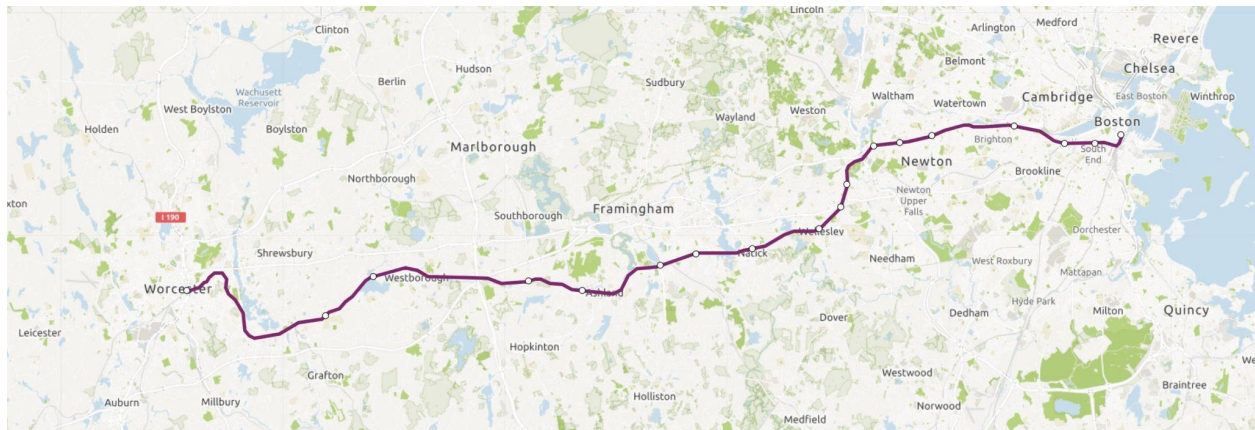 Clinton
Lincoln
Medford
Arlington
Revere
Hudson
Belmont
Chelsea
Berlin
Sudbury
Wachusett
Reservoir
Waltham
Watertown
Cambridge
East Boston
Winthrop
West Boylston
Weston
Wayland
Boston
Holden
Boylston
Brighton
Marlborough
South
End
Newton
Brookline
Northborough
Newton
Upper
Falls
Framingham
Southborough
I 190
Dorchester
Wellesley
Shrewsbury
Natick
Needham
West Roxbury
Mattapan
Westborough
Worcester
Ashland
Hyde Park
Dover
Dedham
Milton
Quincy
Leicester
Hopkinton
Grafton
Westwood
Braintree
Auburn
Millbury
Holliston
Norwood
Medfield